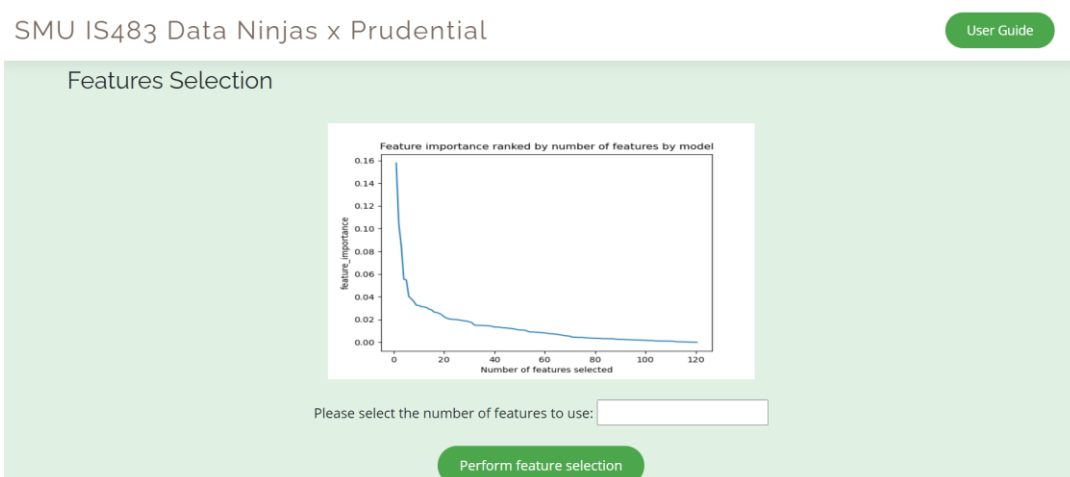 SMU IS483 Data Ninjas x Prudential
User Guide
Features Selection
Feature importance ranked by number of features by model
0.16
0.14
0.12
0.10
0.08
0.06
0.04
0.02
0.00
feature_importance
0 20 40 60 80 100 120
Number of features selected
Please select the number of features to use:
Perform feature selection